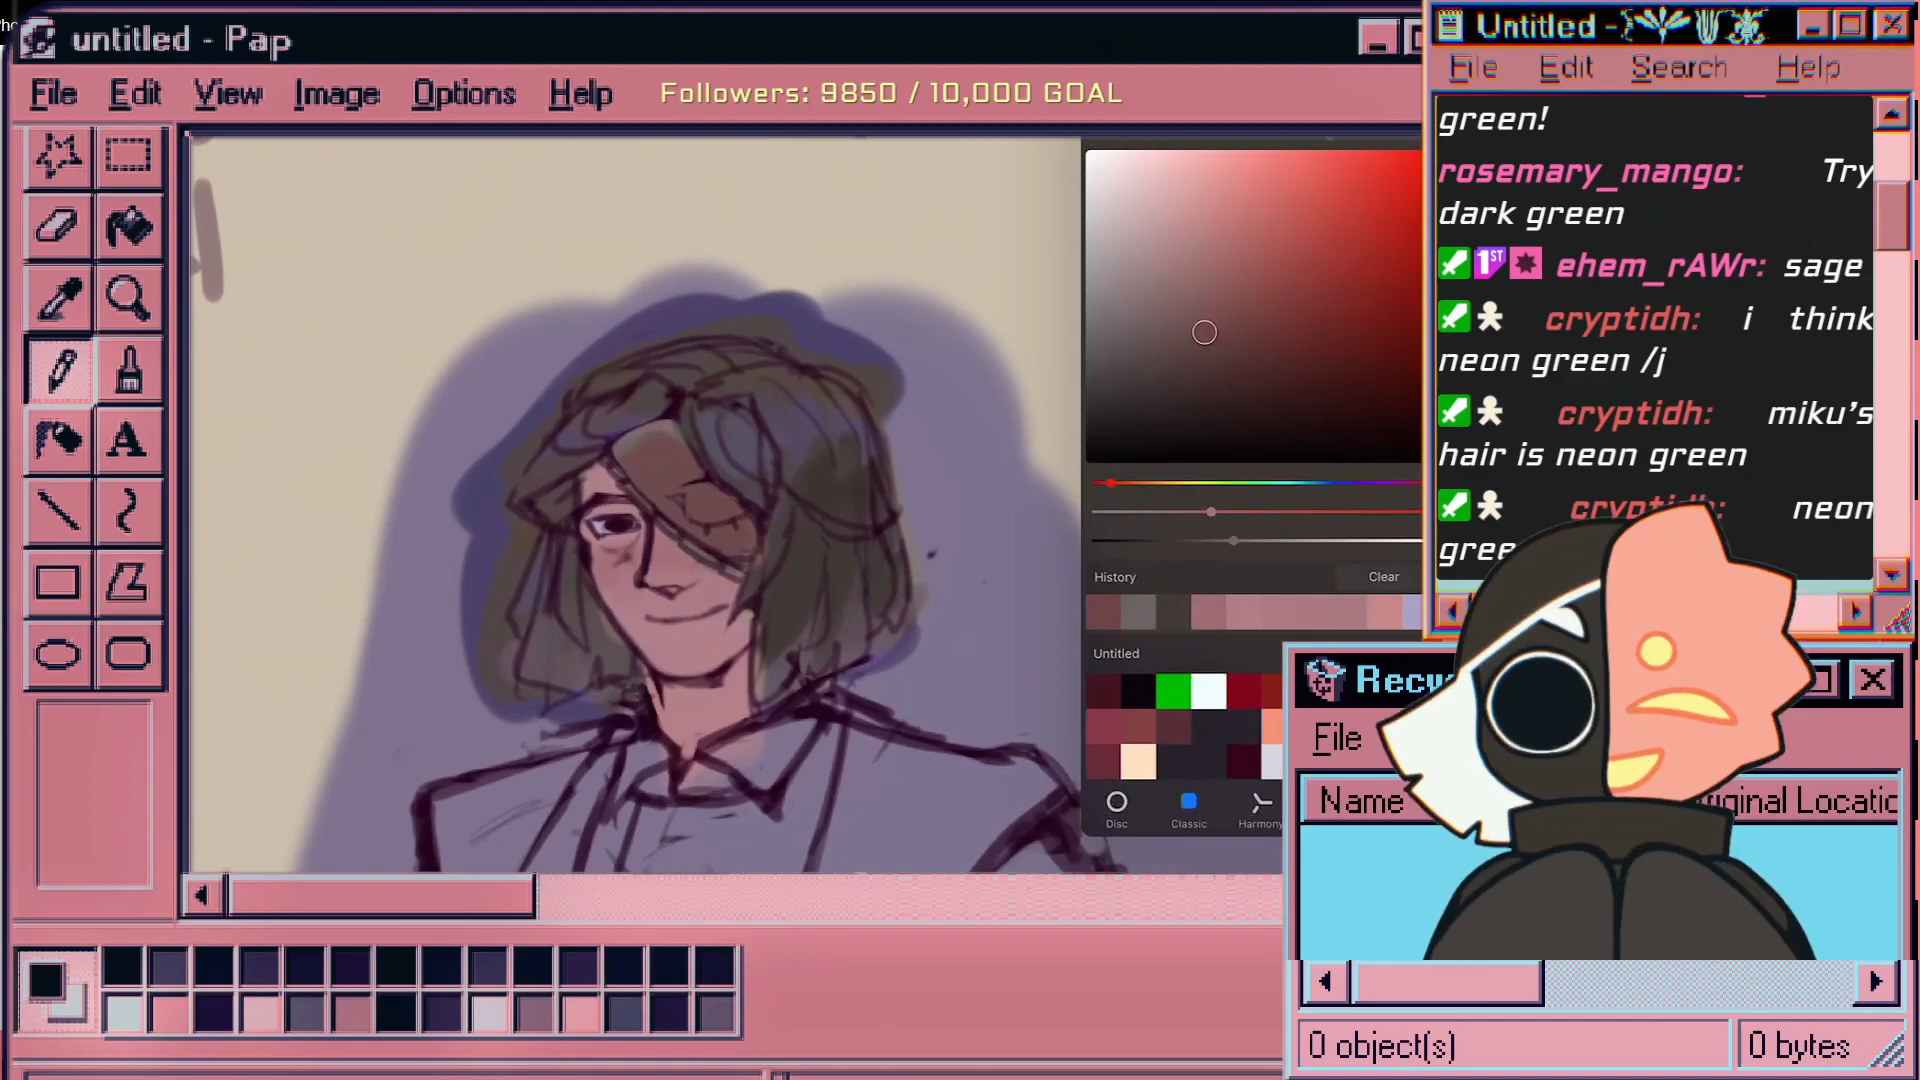 untitled - Pap
File Edit View Image Options Help
Followers: 9850 / 10,000 GOAL
A
History Clear
Untitled
Disc Classic Harmony
Untitled -
File Edit Search Help
green!
rosemary_mango: Try
dark green
1ST ehem_rAWr: sage
cryptidh: i think
neon green /j
cryptidh: miku's
hair is neon green
cryptidh: neon
File
Name
0 object(s) 0 bytes